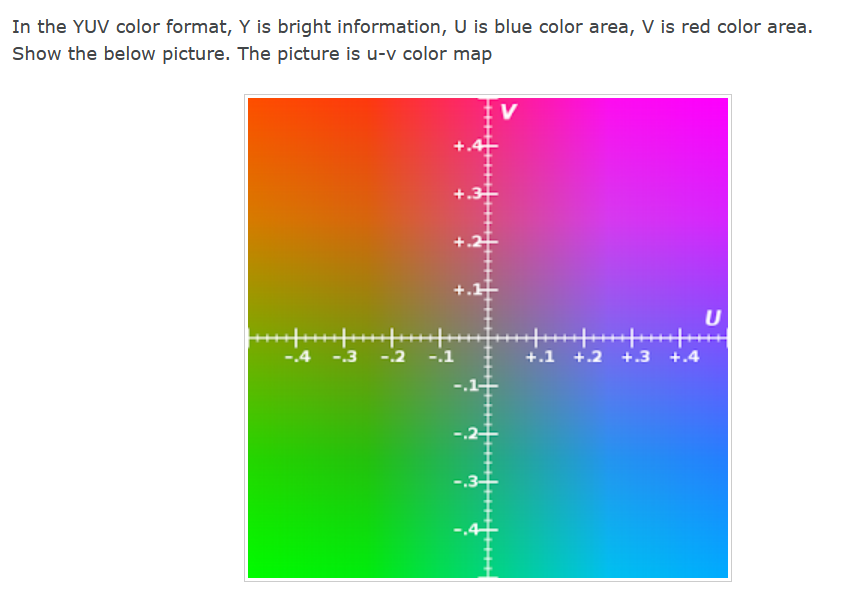 In the YUV color format, Y is bright information, U is blue color area, V is red color area.
Show the below picture. The picture is u-v color map
V
+.4
+.3
+.2
+.1
U
-.4 -.3 -.2 -.1 +.1 +.2 +.3 +.4
-.1
-.2
-.3
-.4